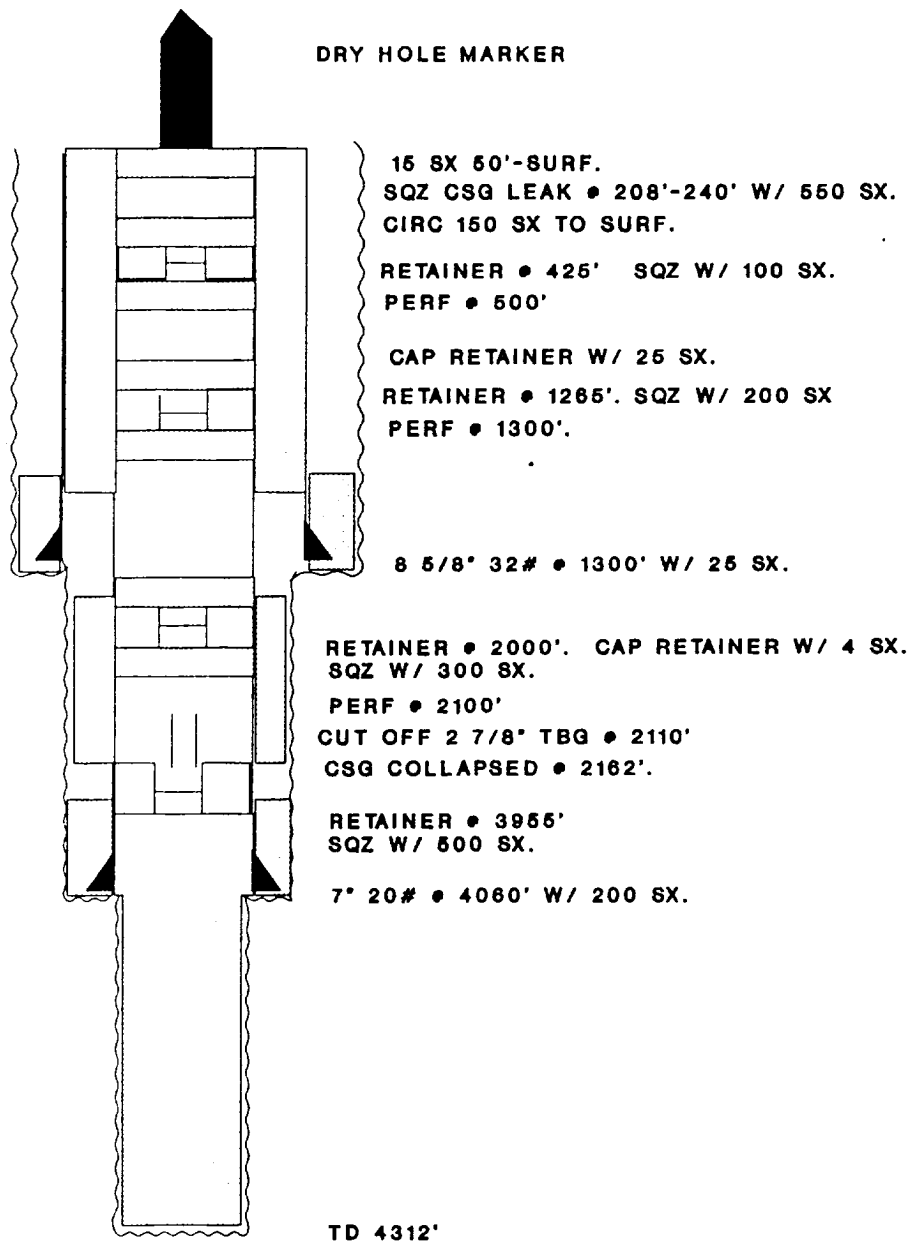 DRY HOLE MARKER
15 SX 50'-SURF.
SQZ CSG LEAK @ 208'-240' W/ 550 SX.
CIRC 150 SX TO SURF.
RETAINER @ 425' SQZ W/ 100 SX.
PERF @ 500'
CAP RETAINER W/ 25 SX.
RETAINER @ 1265'. SQZ W/ 200 SX
PERF @ 1300'.
8 5/8" 32# @ 1300' W/ 25 SX.
RETAINER @ 2000'. CAP RETAINER W/ 4 SX.
SQZ W/ 300 SX.
PERF @ 2100'
CUT OFF 2 7/8" TBG @ 2110'
CSG COLLAPSED @ 2162'.
RETAINER @ 3955'
SQZ W/ 500 SX.
7" 20# @ 4060' W/ 200 SX.
TD 4312'